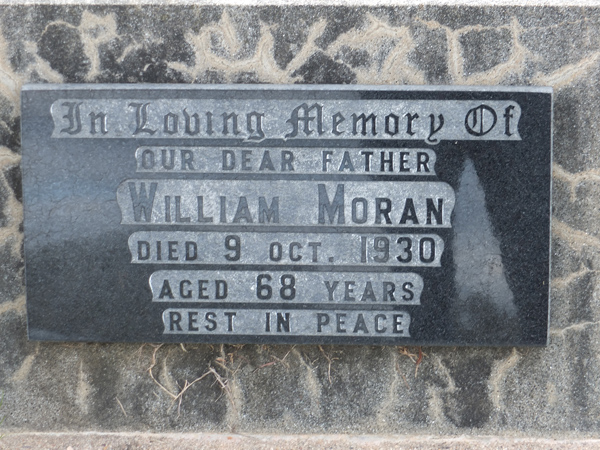 In Loving Memory Of
OUR DEAR FATHER
WILLIAM MORAN
DIED 9 OCT. 1930
AGED 68 YEARS
REST IN PEACE